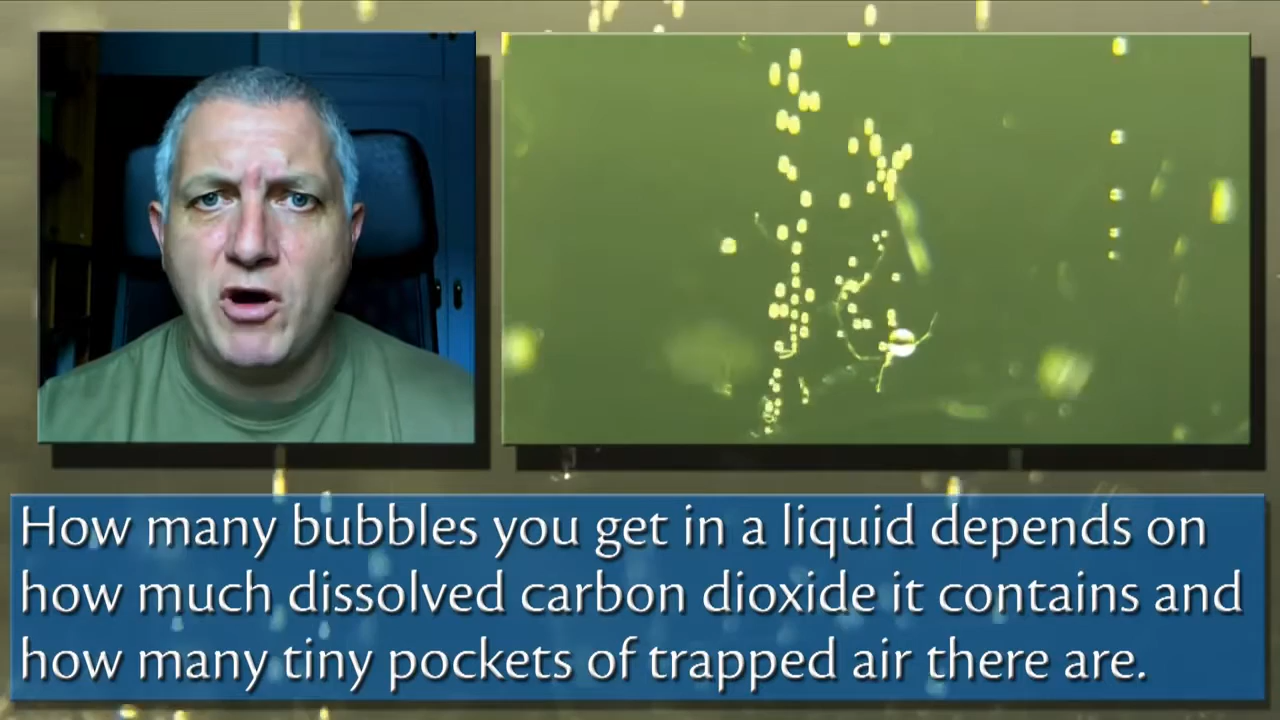 How many bubbles you get in a liquid depends on
how much dissolved carbon dioxide it contains and
how many tiny pockets of trapped air there are.